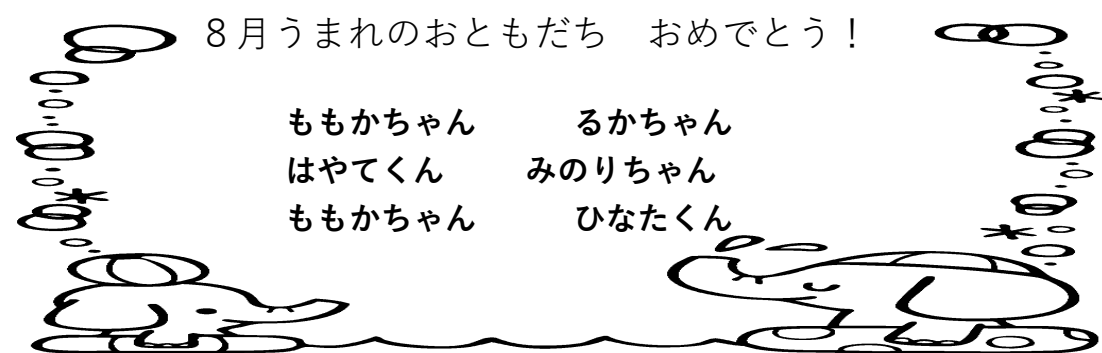 ８月うまれのおともだち　おめでとう！
ももかちゃん　　　るかちゃん
はやてくん　　　みのりちゃん
ももかちゃん　　　ひなたくん